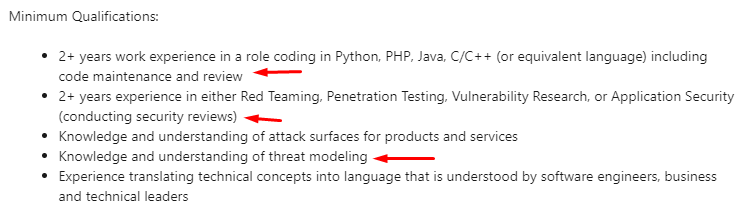 Minimum Qualifications:
• 2+ years work experience in a role coding in Python, PHP, Java, C/C++ (or equivalent language) including
code maintenance and review
• 2+ years experience in either Red Teaming, Penetration Testing, Vulnerability Research, or Application Security
(conducting security reviews)
• Knowledge and understanding of attack surfaces for products and services
• Knowledge and understanding of threat modeling
• Experience translating technical concepts into language that is understood by software engineers, business
and technical leaders